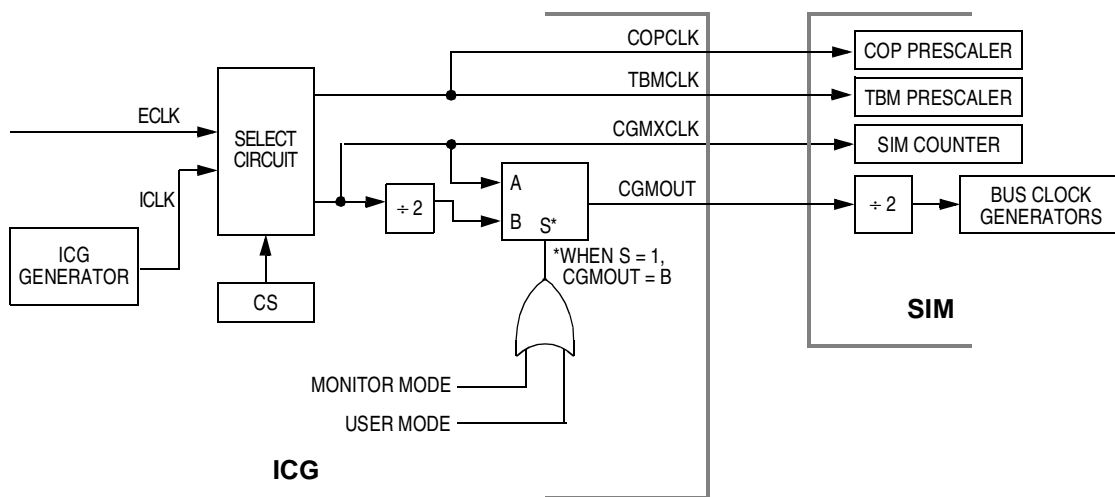 COPCLK
COP PRESCALER
TBMCLK
TBM PRESCALER
ECLK
SELECT
CIRCUIT
CGMXCLK
SIM COUNTER
ICLK
÷ 2
A
B
S*
CGMOUT
÷ 2
BUS CLOCK
GENERATORS
ICG
GENERATOR
CS
*WHEN S = 1,
CGMOUT = B
SIM
MONITOR MODE
USER MODE
ICG